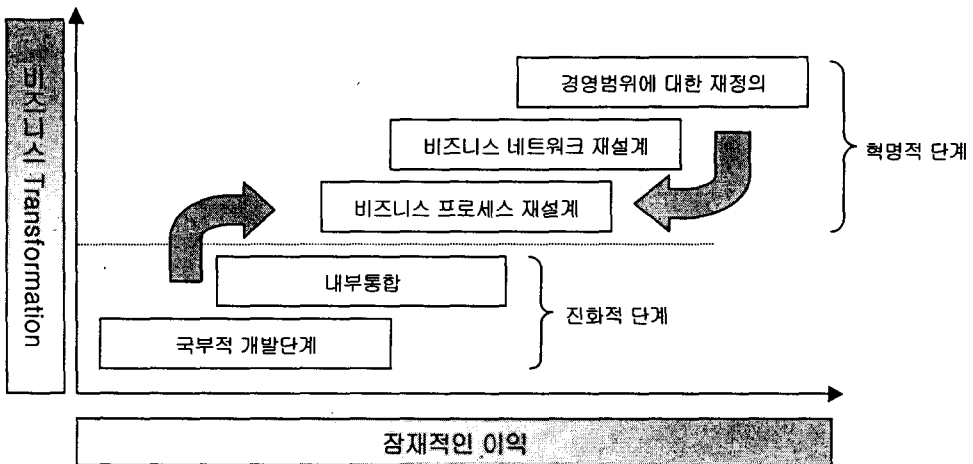 비즈니스 Transformation
경영범위에 대한 재정의
비즈니스 네트워크 재설계
비즈니스 프로세스 재설계
혁명적 단계
내부통합
국부적 개발단계
진화적 단계
잠재적인 이익